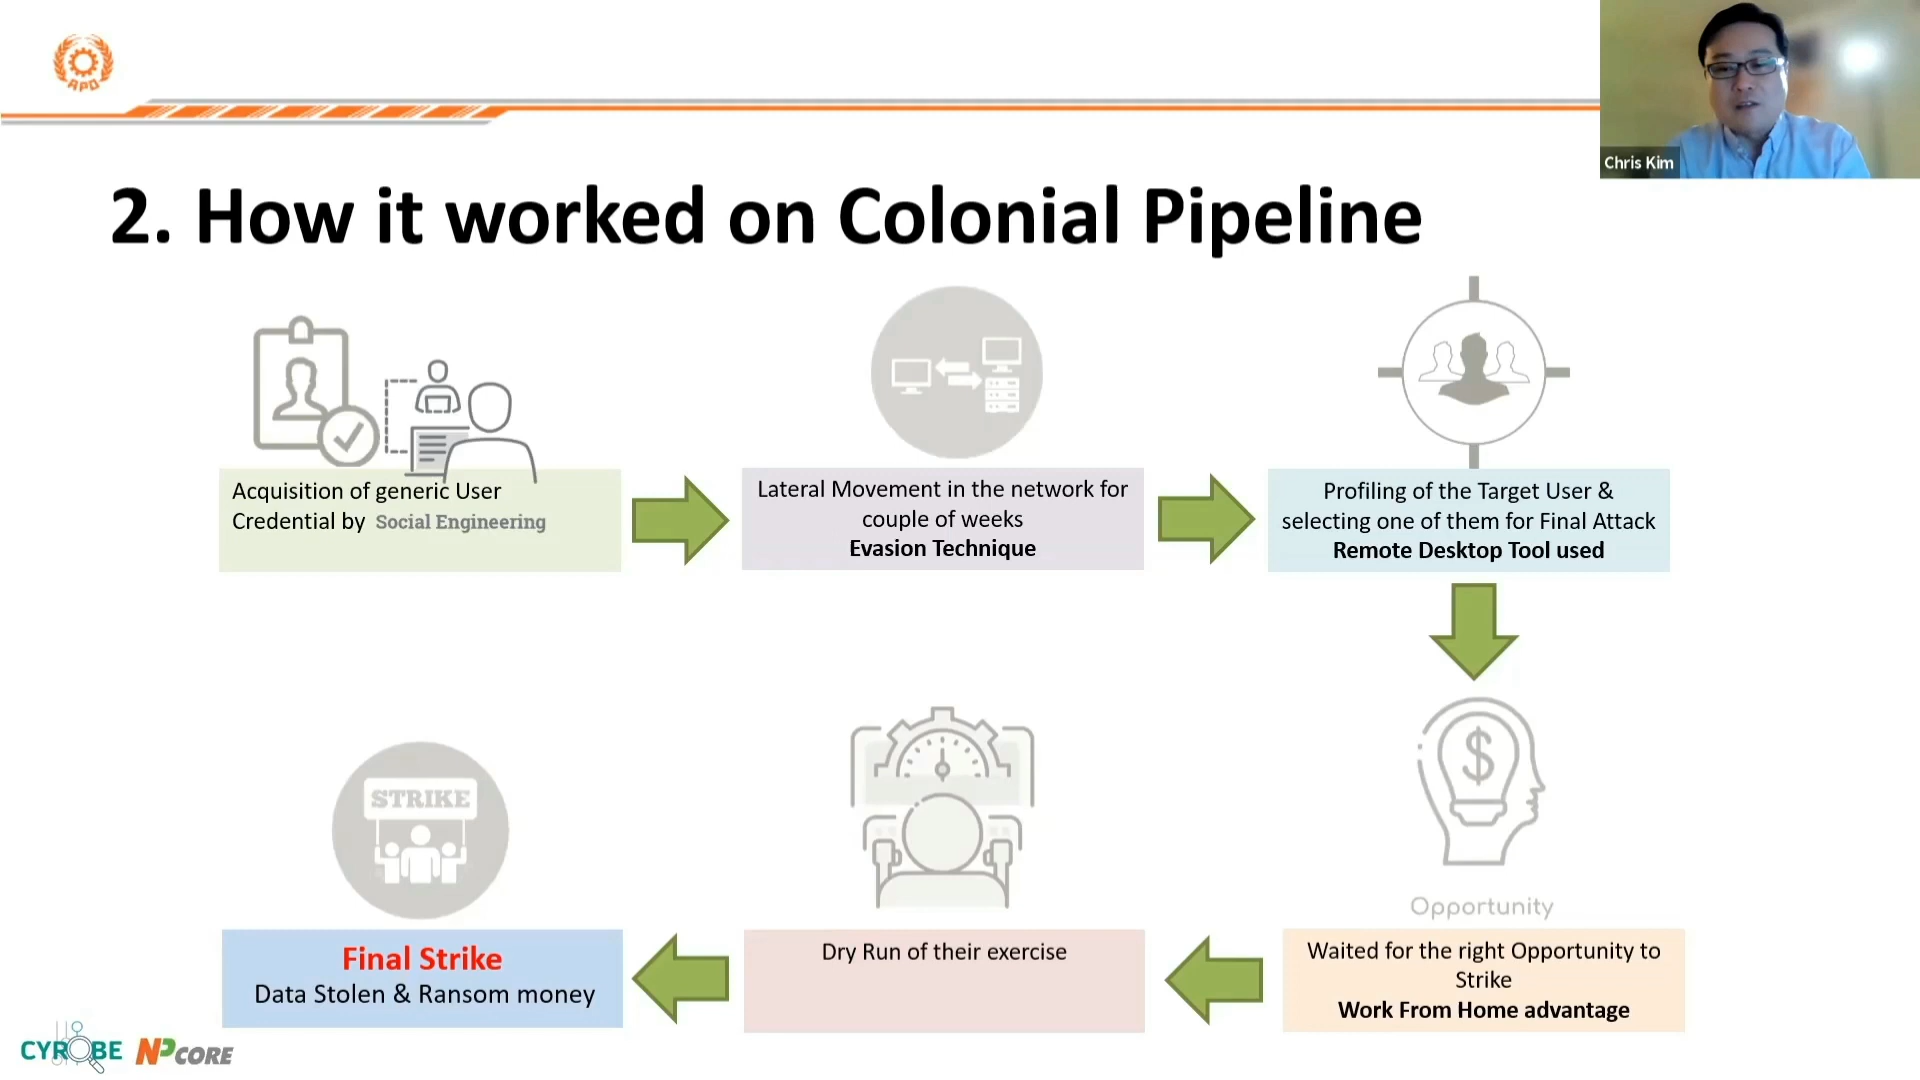 APO
Chris Kim
2. How it worked on Colonial Pipeline
Acquisition of generic User
Credential by Social Engineering
Lateral Movement in the network for
couple of weeks
Evasion Technique
Profiling of the Target User &
selecting one of them for Final Attack
Remote Desktop Tool used
Opportunity
Waited for the right Opportunity to
Strike
Work From Home advantage
Dry Run of their exercise
STRIKE
Final Strike
Data Stolen & Ransom money
CYROBE NPCORE